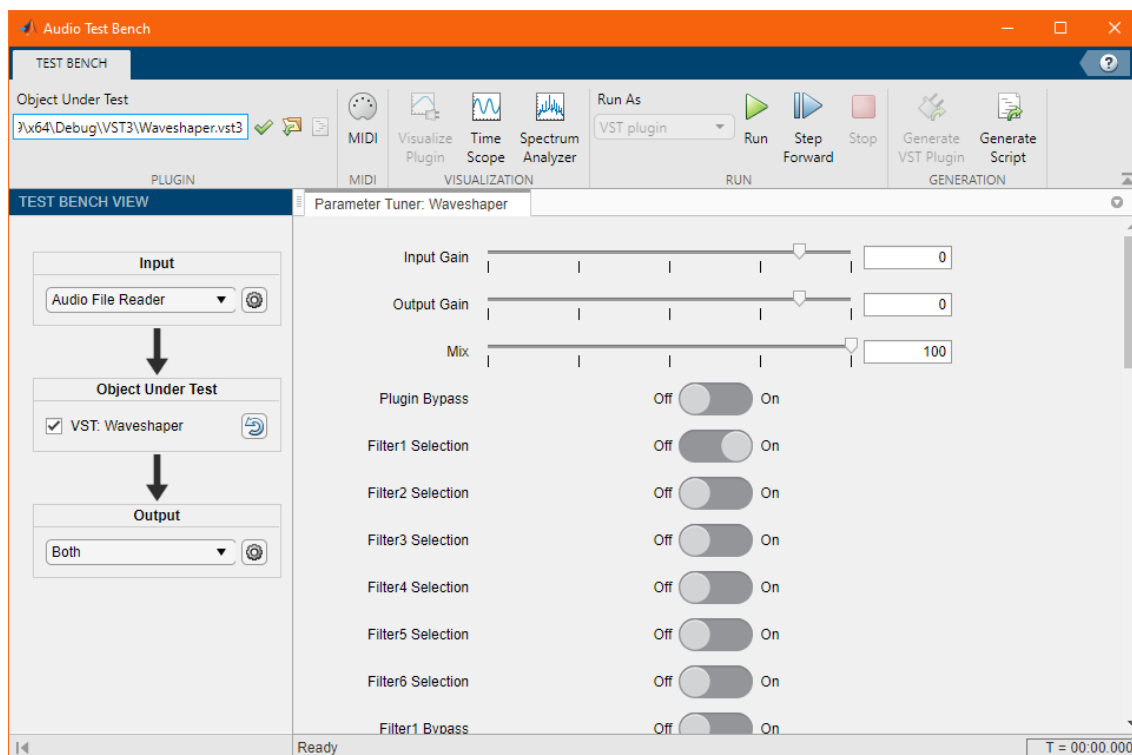 Audio Test Bench
TEST BENCH
?
Object Under Test
9\x64\Debug\VST3\Waveshaper.vst3
MIDI
Visualize
Plugin
Time
Scope
Spectrum
Analyzer
Run As
VST plugin
Run
Step
Forward
Stop
Generate
VST Plugin
Generate
Script
PLUGIN
MIDI
VISUALIZATION
RUN
GENERATION
TEST BENCH VIEW
Input
Audio File Reader
Object Under Test
VST: Waveshaper
Output
Both
Parameter Tuner: Waveshaper
Input Gain 0
Output Gain 0
Mix 100
Plugin Bypass Off On
Filter1 Selection Off On
Filter2 Selection Off On
Filter3 Selection Off On
Filter4 Selection Off On
Filter5 Selection Off On
Filter6 Selection Off On
Filter1 Bypass Off On
Ready
T = 00:00.000